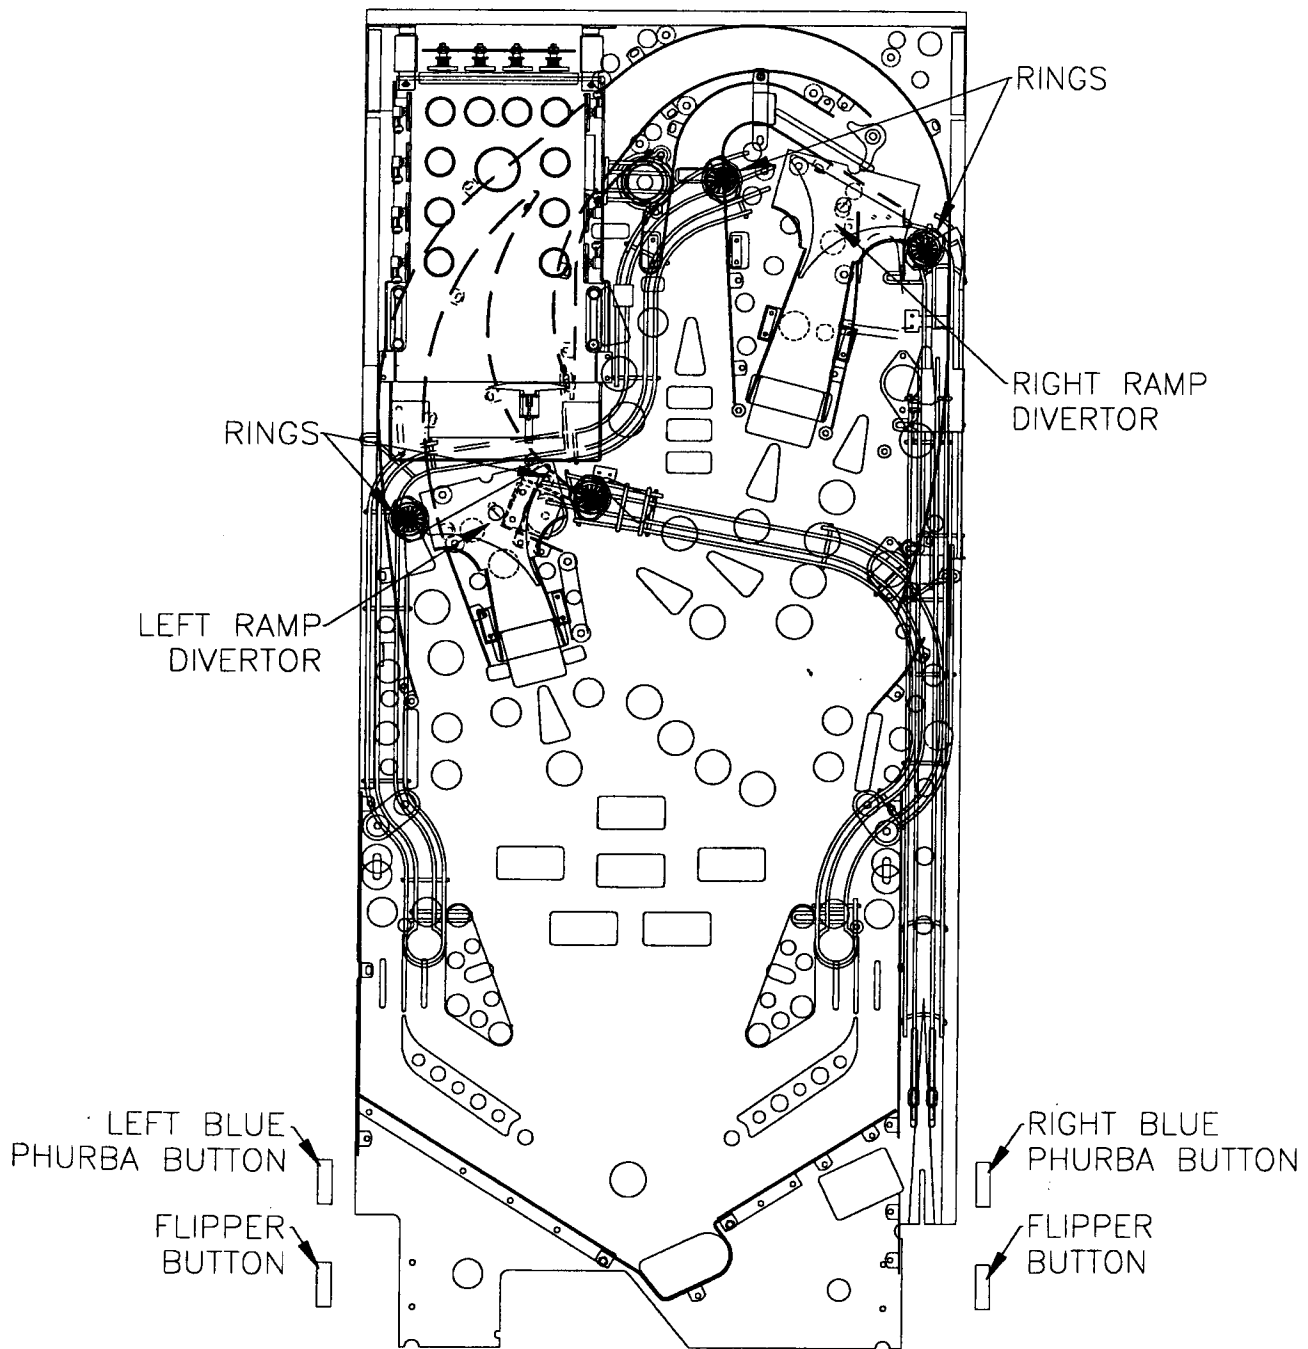 RINGS
RIGHT RAMP
DIVERTOR
RINGS
LEFT RAMP
DIVERTOR
LEFT BLUE
PHURBA BUTTON
RIGHT BLUE
PHURBA BUTTON
FLIPPER
BUTTON
FLIPPER
BUTTON